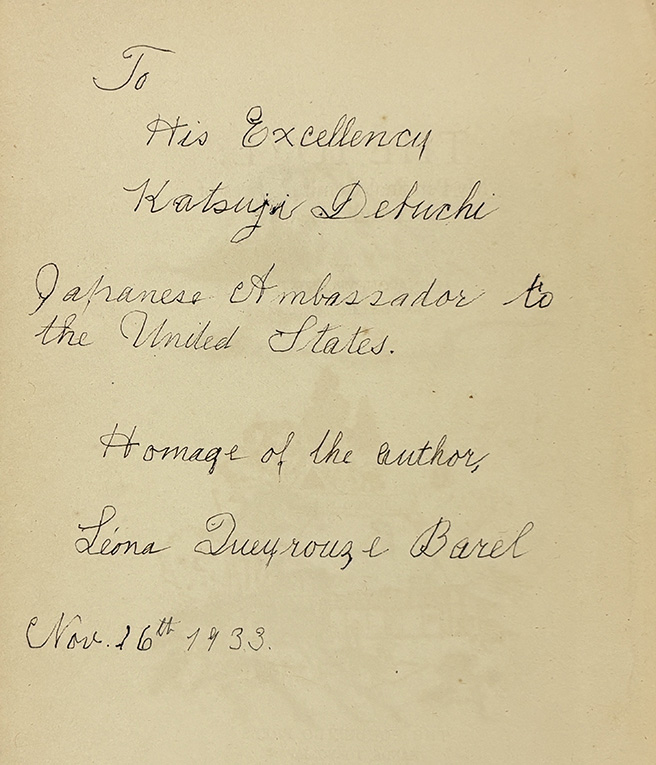 To
His Excellency
Katsuji Debuchi
Japanese Ambassador to
the United States.
Homage of the author,
Léona Queyrouze Barel
Nov. 16th 1933.